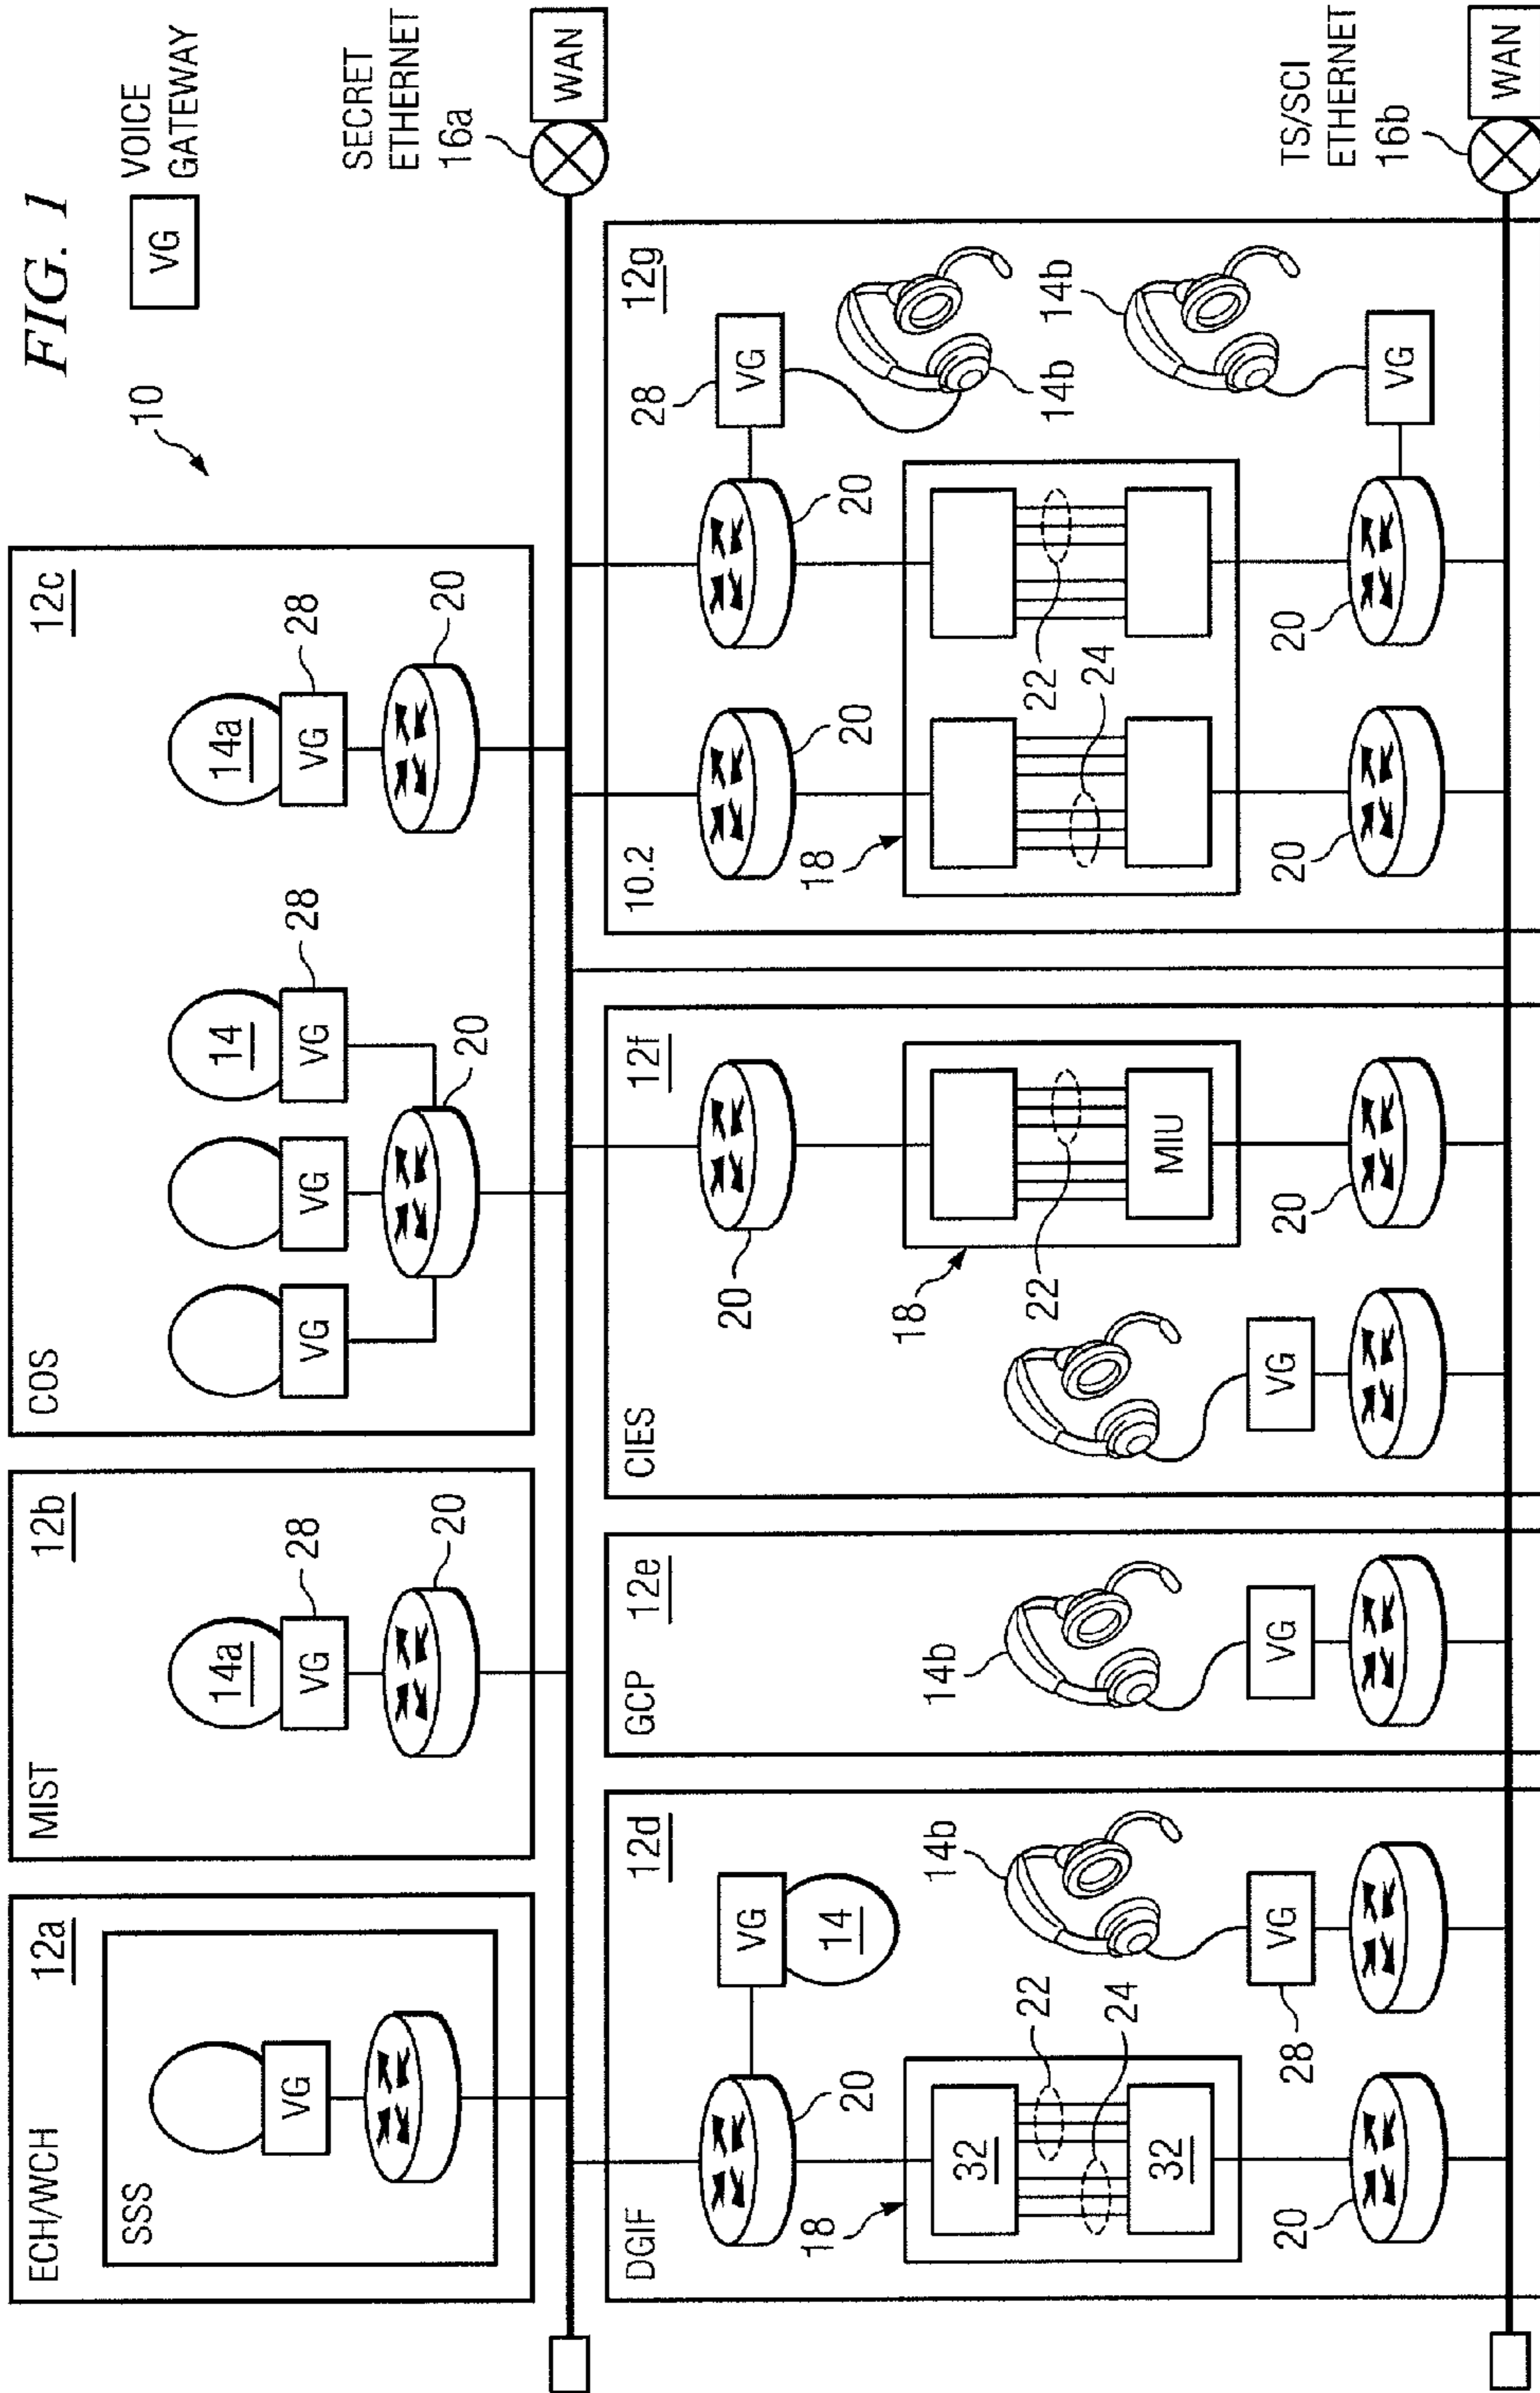 FIG. 1
10
VG
VOICE
GATEWAY
ECH/WCH
12a
SSS
VG
MIST
12b
14a
VG
28
20
COS
12c
VG
VG
14
VG
28
20
14a
VG
28
20
SECRET
ETHERNET
16a
WAN
DGIF
12d
20
VG
14
18
32
32
22
24
14b
VG
28
20
GCP
12e
14b
VG
CIES
12f
20
VG
18
22
MIU
20
10.2
12g
20
20
28
VG
14b
14b
18
24
22
20
20
VG
TS/SCI
ETHERNET
16b
WAN